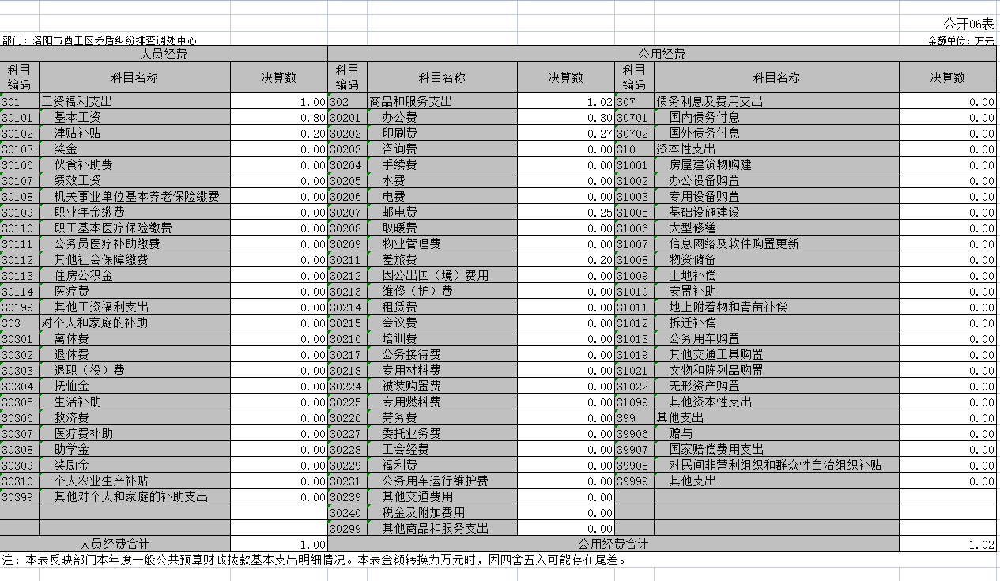 公开06表
部门：洛阳市西工区矛盾纠纷排查调处中心 金额单位：万元
人员经费 公用经费
科目编码 科目名称 决算数 科目编码 科目名称 决算数 科目编码 科目名称 决算数
301 工资福利支出 1.00 302 商品和服务支出 1.02 307 债务利息及费用支出 0.00
30101 基本工资 0.80 30201 办公费 0.30 30701 国内债务付息 0.00
30102 津贴补贴 0.20 30202 印刷费 0.27 30702 国外债务付息 0.00
30103 奖金 0.00 30203 咨询费 0.00 310 资本性支出 0.00
30106 伙食补助费 0.00 30204 手续费 0.00 31001 房屋建筑物购建 0.00
30107 绩效工资 0.00 30205 水费 0.00 31002 办公设备购置 0.00
30108 机关事业单位基本养老保险缴费 0.00 30206 电费 0.00 31003 专用设备购置 0.00
30109 职业年金缴费 0.00 30207 邮电费 0.25 31005 基础设施建设 0.00
30110 职工基本医疗保险缴费 0.00 30208 取暖费 0.00 31006 大型修缮 0.00
30111 公务员医疗补助缴费 0.00 30209 物业管理费 0.00 31007 信息网络及软件购置更新 0.00
30112 其他社会保障缴费 0.00 30211 差旅费 0.20 31008 物资储备 0.00
30113 住房公积金 0.00 30212 因公出国（境）费用 0.00 31009 土地补偿 0.00
30114 医疗费 0.00 30213 维修（护）费 0.00 31010 安置补助 0.00
30199 其他工资福利支出 0.00 30214 租赁费 0.00 31011 地上附着物和青苗补偿 0.00
303 对个人和家庭的补助 0.00 30215 会议费 0.00 31012 拆迁补偿 0.00
30301 离休费 0.00 30216 培训费 0.00 31013 公务用车购置 0.00
30302 退休费 0.00 30217 公务接待费 0.00 31019 其他交通工具购置 0.00
30303 退职（役）费 0.00 30218 专用材料费 0.00 31021 文物和陈列品购置 0.00
30304 抚恤金 0.00 30224 被装购置费 0.00 31022 无形资产购置 0.00
30305 生活补助 0.00 30225 专用燃料费 0.00 31099 其他资本性支出 0.00
30306 救济费 0.00 30226 劳务费 0.00 399 其他支出 0.00
30307 医疗费补助 0.00 30227 委托业务费 0.00 39906 赠与 0.00
30308 助学金 0.00 30228 工会经费 0.00 39907 国家赔偿费用支出 0.00
30309 奖励金 0.00 30229 福利费 0.00 39908 对民间非营利组织和群众性自治组织补贴 0.00
30310 个人农业生产补贴 0.00 30231 公务用车运行维护费 0.00 39999 其他支出 0.00
30399 其他对个人和家庭的补助支出 0.00 30239 其他交通费用 0.00
30240 税金及附加费用 0.00
30299 其他商品和服务支出 0.00
人员经费合计 1.00 公用经费合计 1.02
注：本表反映部门本年度一般公共预算财政拨款基本支出明细情况。本表金额转换为万元时，因四舍五入可能存在尾差。